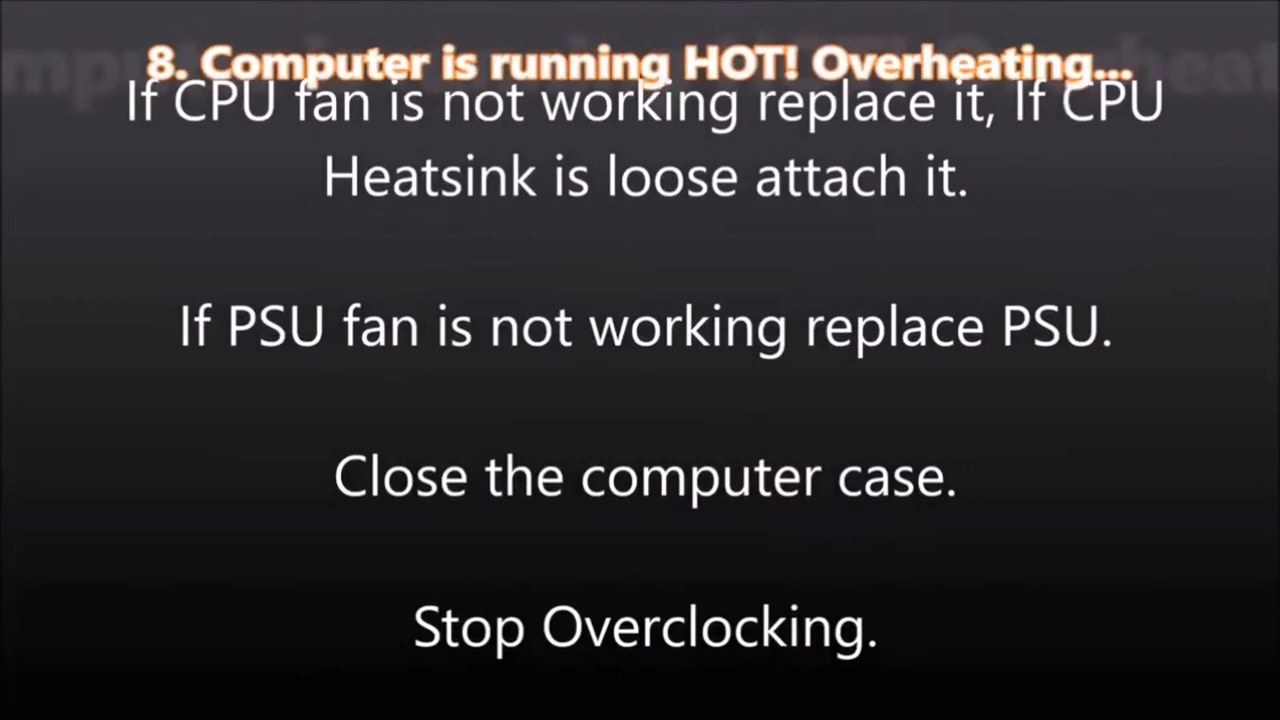 8. Computer is running HOT! Overheating...
If CPU fan is not working replace it, If CPU
Heatsink is loose attach it.
If PSU fan is not working replace PSU.
Close the computer case.
Stop Overclocking.